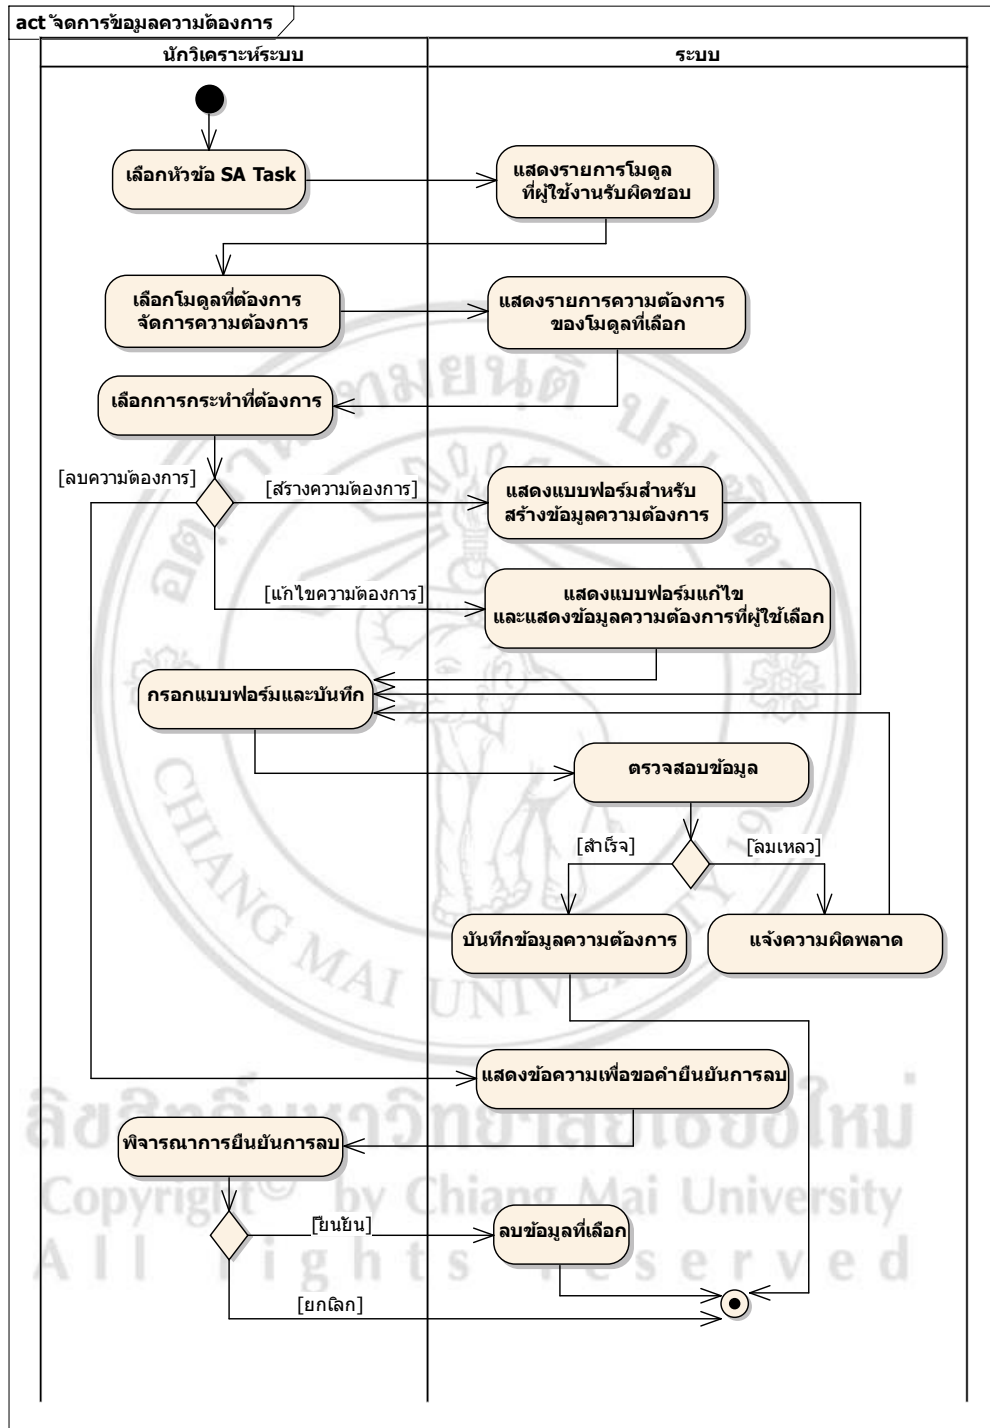 act จัดการข้อมูลความต้องการ
นักวิเคราะห์ระบบ
ระบบ
เลือกหัวข้อ SA Task
แสดงรายการโมดูล
ที่ผู้ใช้งานรับผิดชอบ
เลือกโมดูลที่ต้องการ
จัดการความต้องการ
แสดงรายการความต้องการ
ของโมดูลที่เลือก
เลือกการกระทำที่ต้องการ
[ลบความต้องการ]
[สร้างความต้องการ]
แสดงแบบฟอร์มสำหรับ
สร้างข้อมูลความต้องการ
[แก้ไขความต้องการ]
แสดงแบบฟอร์มแก้ไข
และแสดงข้อมูลความต้องการที่ผู้ใช้เลือก
กรอกแบบฟอร์มและบันทึก
ตรวจสอบข้อมูล
[สำเร็จ]
[ล้มเหลว]
บันทึกข้อมูลความต้องการ
แจ้งความผิดพลาด
แสดงข้อความเพื่อขอคำยืนยันการลบ
พิจารณาการยืนยันการลบ
[ยืนยัน]
ลบข้อมูลที่เลือก
[ยกเลิก]
CHIANG MAI UNIVERSITY
ลิขสิทธิ์มหาวิทยาลัยเชียงใหม่
Copyright© by Chiang Mai University
All rights reserved